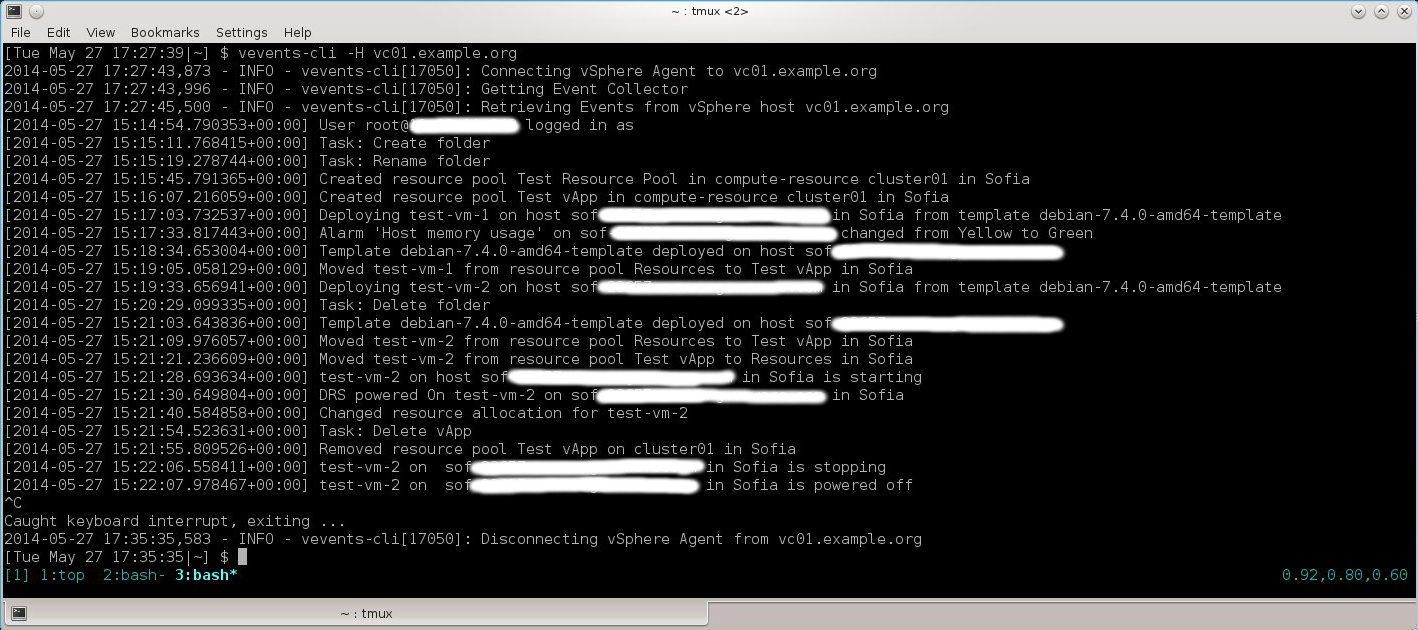 ~ : tmux <2>
File Edit View Bookmarks Settings Help
[Tue May 27 17:27:39|~] $ vevents-cli -H vc01.example.org
2014-05-27 17:27:43,873 - INFO - vevents-cli[17050]: Connecting vSphere Agent to vc01.example.org
2014-05-27 17:27:43,996 - INFO - vevents-cli[17050]: Getting Event Collector
2014-05-27 17:27:45,500 - INFO - vevents-cli[17050]: Retrieving Events from vSphere host vc01.example.org
[2014-05-27 15:14:54.790353+00:00] User root@ logged in as
[2014-05-27 15:15:11.768415+00:00] Task: Create folder
[2014-05-27 15:15:19.278744+00:00] Task: Rename folder
[2014-05-27 15:15:45.791365+00:00] Created resource pool Test Resource Pool in compute-resource cluster01 in Sofia
[2014-05-27 15:16:07.216059+00:00] Created resource pool Test vApp in compute-resource cluster01 in Sofia
[2014-05-27 15:17:03.732537+00:00] Deploying test-vm-1 on host sof in Sofia from template debian-7.4.0-amd64-template
[2014-05-27 15:17:33.817443+00:00] Alarm 'Host memory usage' on sof changed from Yellow to Green
[2014-05-27 15:18:34.653004+00:00] Template debian-7.4.0-amd64-template deployed on host sof
[2014-05-27 15:19:05.058129+00:00] Moved test-vm-1 from resource pool Resources to Test vApp in Sofia
[2014-05-27 15:19:33.656941+00:00] Deploying test-vm-2 on host sof in Sofia from template debian-7.4.0-amd64-template
[2014-05-27 15:20:29.099335+00:00] Task: Delete folder
[2014-05-27 15:21:03.643836+00:00] Template debian-7.4.0-amd64-template deployed on host sof
[2014-05-27 15:21:09.976057+00:00] Moved test-vm-2 from resource pool Resources to Test vApp in Sofia
[2014-05-27 15:21:21.236609+00:00] Moved test-vm-2 from resource pool Test vApp to Resources in Sofia
[2014-05-27 15:21:28.693634+00:00] test-vm-2 on host sof in Sofia is starting
[2014-05-27 15:21:30.649804+00:00] DRS powered On test-vm-2 on sof in Sofia
[2014-05-27 15:21:40.584858+00:00] Changed resource allocation for test-vm-2
[2014-05-27 15:21:54.523631+00:00] Task: Delete vApp
[2014-05-27 15:21:55.809526+00:00] Removed resource pool Test vApp on cluster01 in Sofia
[2014-05-27 15:22:06.558411+00:00] test-vm-2 on  sof in Sofia is stopping
[2014-05-27 15:22:07.978467+00:00] test-vm-2 on  sof in Sofia is powered off
^C
Caught keyboard interrupt, exiting ...
2014-05-27 17:35:35,583 - INFO - vevents-cli[17050]: Disconnecting vSphere Agent from vc01.example.org
[Tue May 27 17:35:35|~] $
[1] 1:top  2:bash- 3:bash* 0.92,0.80,0.60
~ : tmux